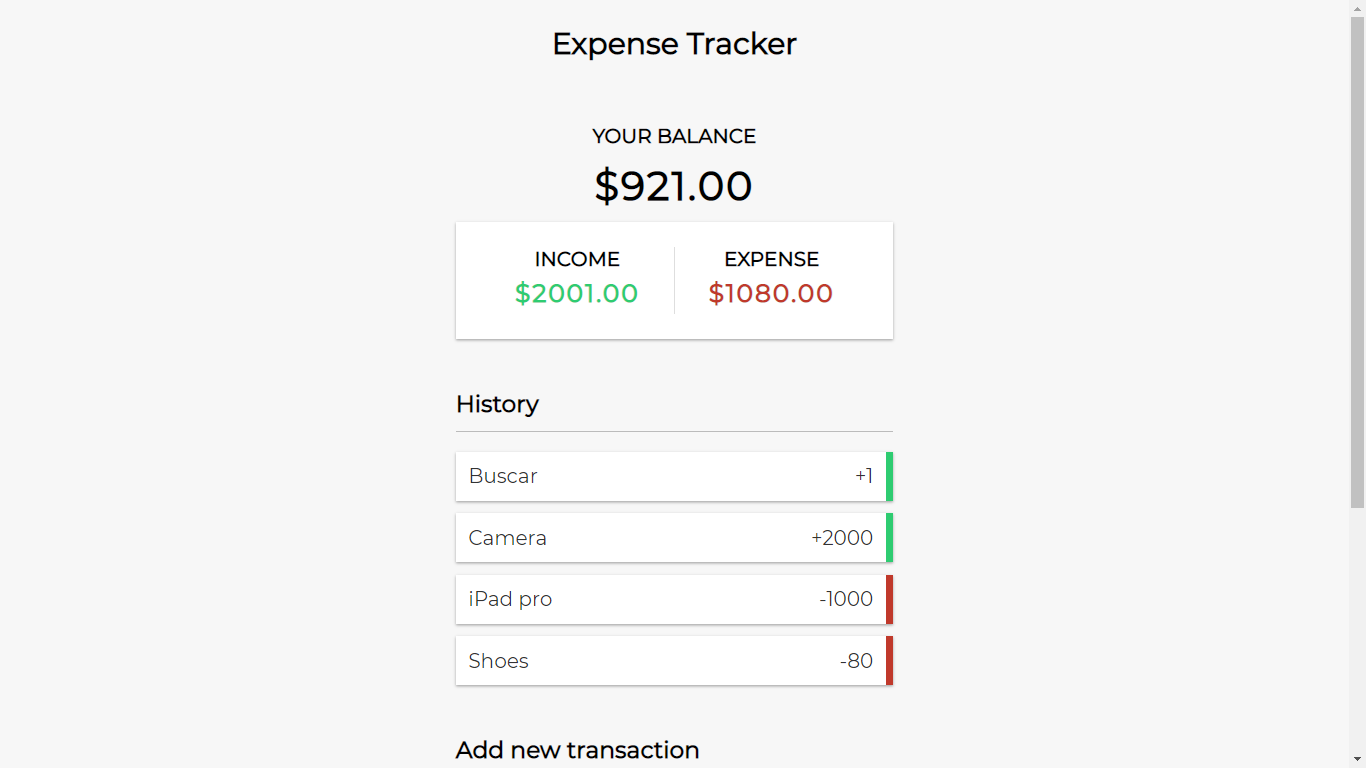 Expense Tracker
YOUR BALANCE
$921.00
INCOME EXPENSE
$2001.00 $1080.00
History
Buscar +1
Camera +2000
iPad pro -1000
Shoes -80
Add new transaction